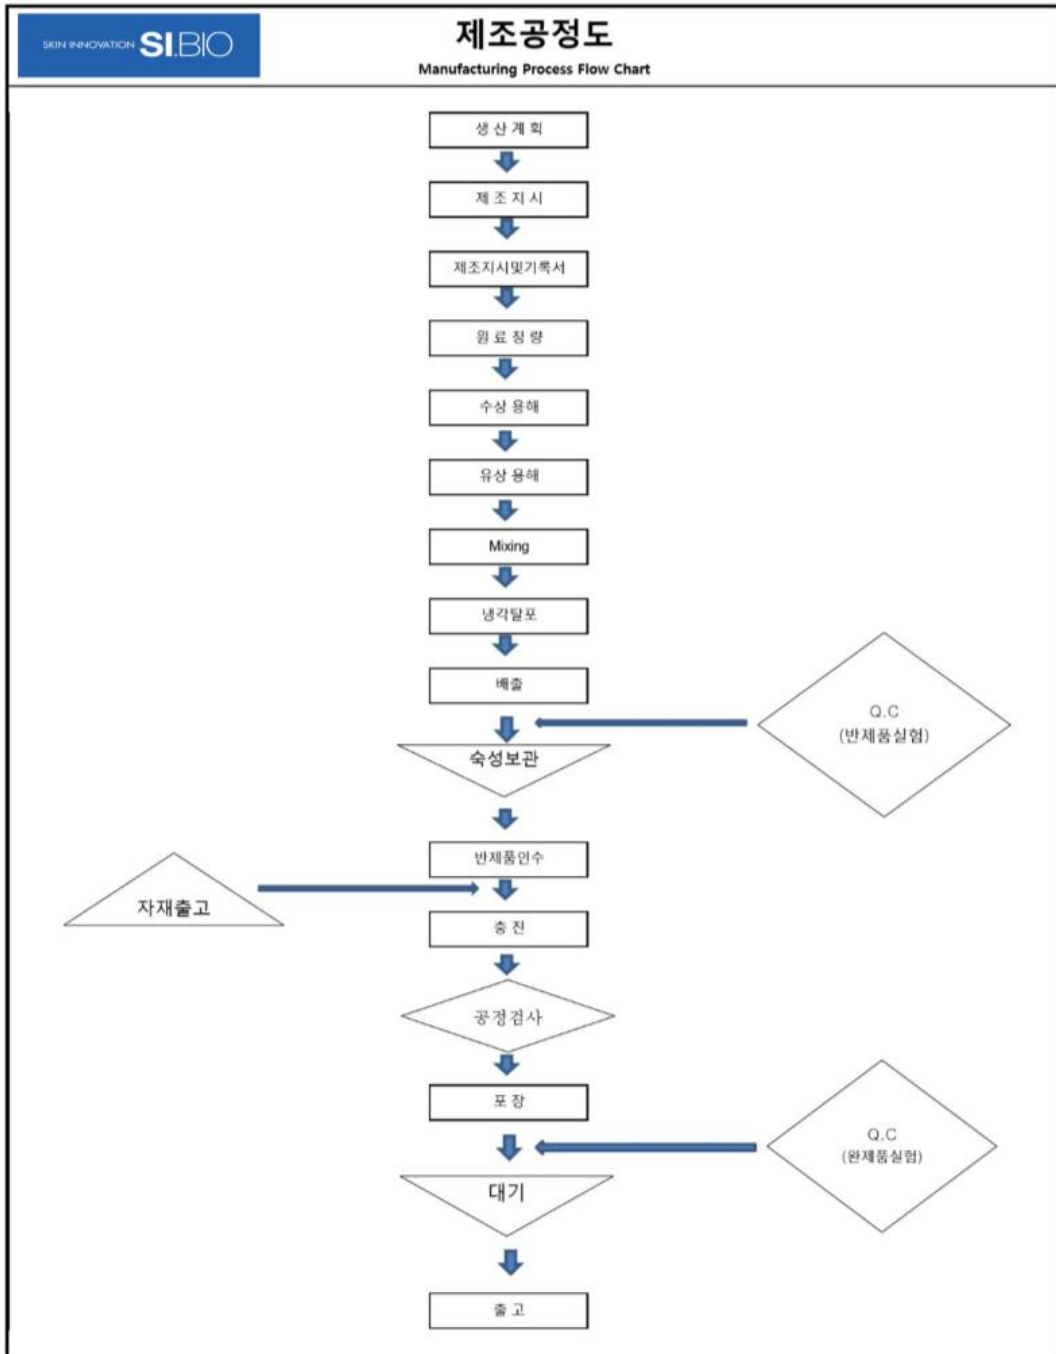 SKIN INNOVATION SI.BIO
제조공정도
Manufacturing Process Flow Chart
생 산 계 획
제 조 지 시
제조지시및기록서
원 료 칭 량
수상 용해
유상 용해
Mixing
냉각탈포
배출
Q.C
(반제품실험)
숙성보관
반제품인수
자재출고
충 진
공정검사
포 장
Q.C
(완제품실험)
대기
출 고